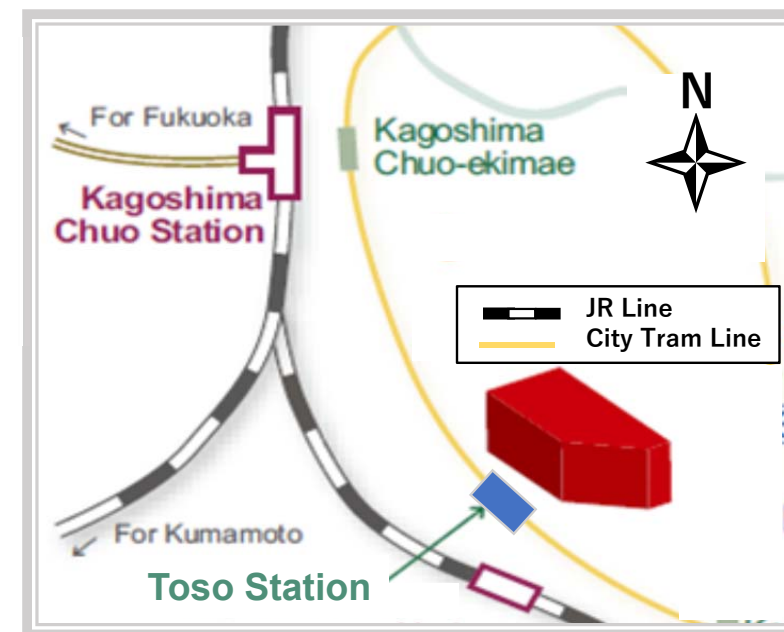 For Fukuoka
Kagoshima
Chuo-ekimae
N
Kagoshima
Chuo Station
JR Line
City Tram Line
For Kumamoto
Toso Station